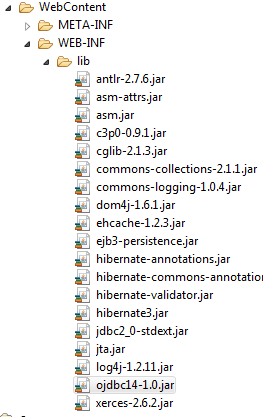 WebContent
META-INF
WEB-INF
lib
antlr-2.7.6.jar
asm-attrs.jar
asm.jar
c3p0-0.9.1.jar
cglib-2.1.3.jar
commons-collections-2.1.1.jar
commons-logging-1.0.4.jar
dom4j-1.6.1.jar
ehcache-1.2.3.jar
ejb3-persistence.jar
hibernate-annotations.jar
hibernate-commons-annotation
hibernate-validator.jar
hibernate3.jar
jdbc2_0-stdext.jar
jta.jar
log4j-1.2.11.jar
ojdbc14-1.0.jar
xerces-2.6.2.jar